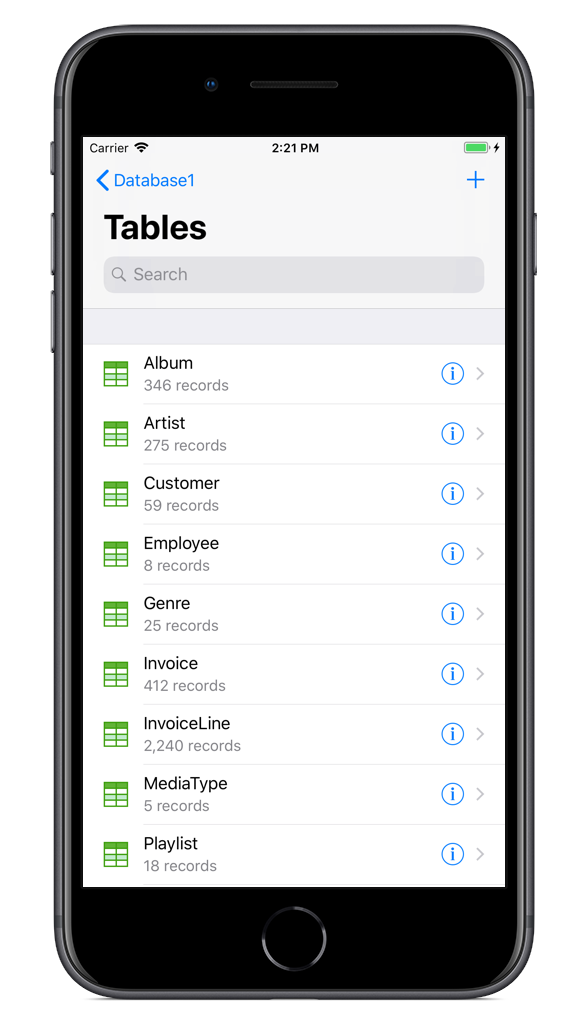 Carrier 2:21 PM
Database1 +
Tables
Search
Album
346 records
Artist
275 records
Customer
59 records
Employee
8 records
Genre
25 records
Invoice
412 records
InvoiceLine
2,240 records
MediaType
5 records
Playlist
18 records